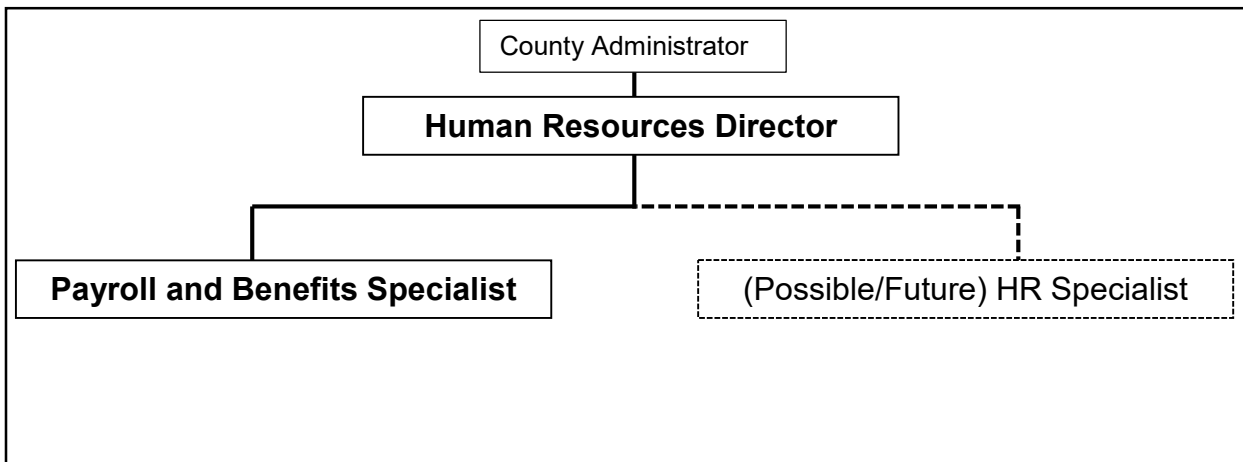 County Administrator
Human Resources Director
Payroll and Benefits Specialist
(Possible/Future) HR Specialist